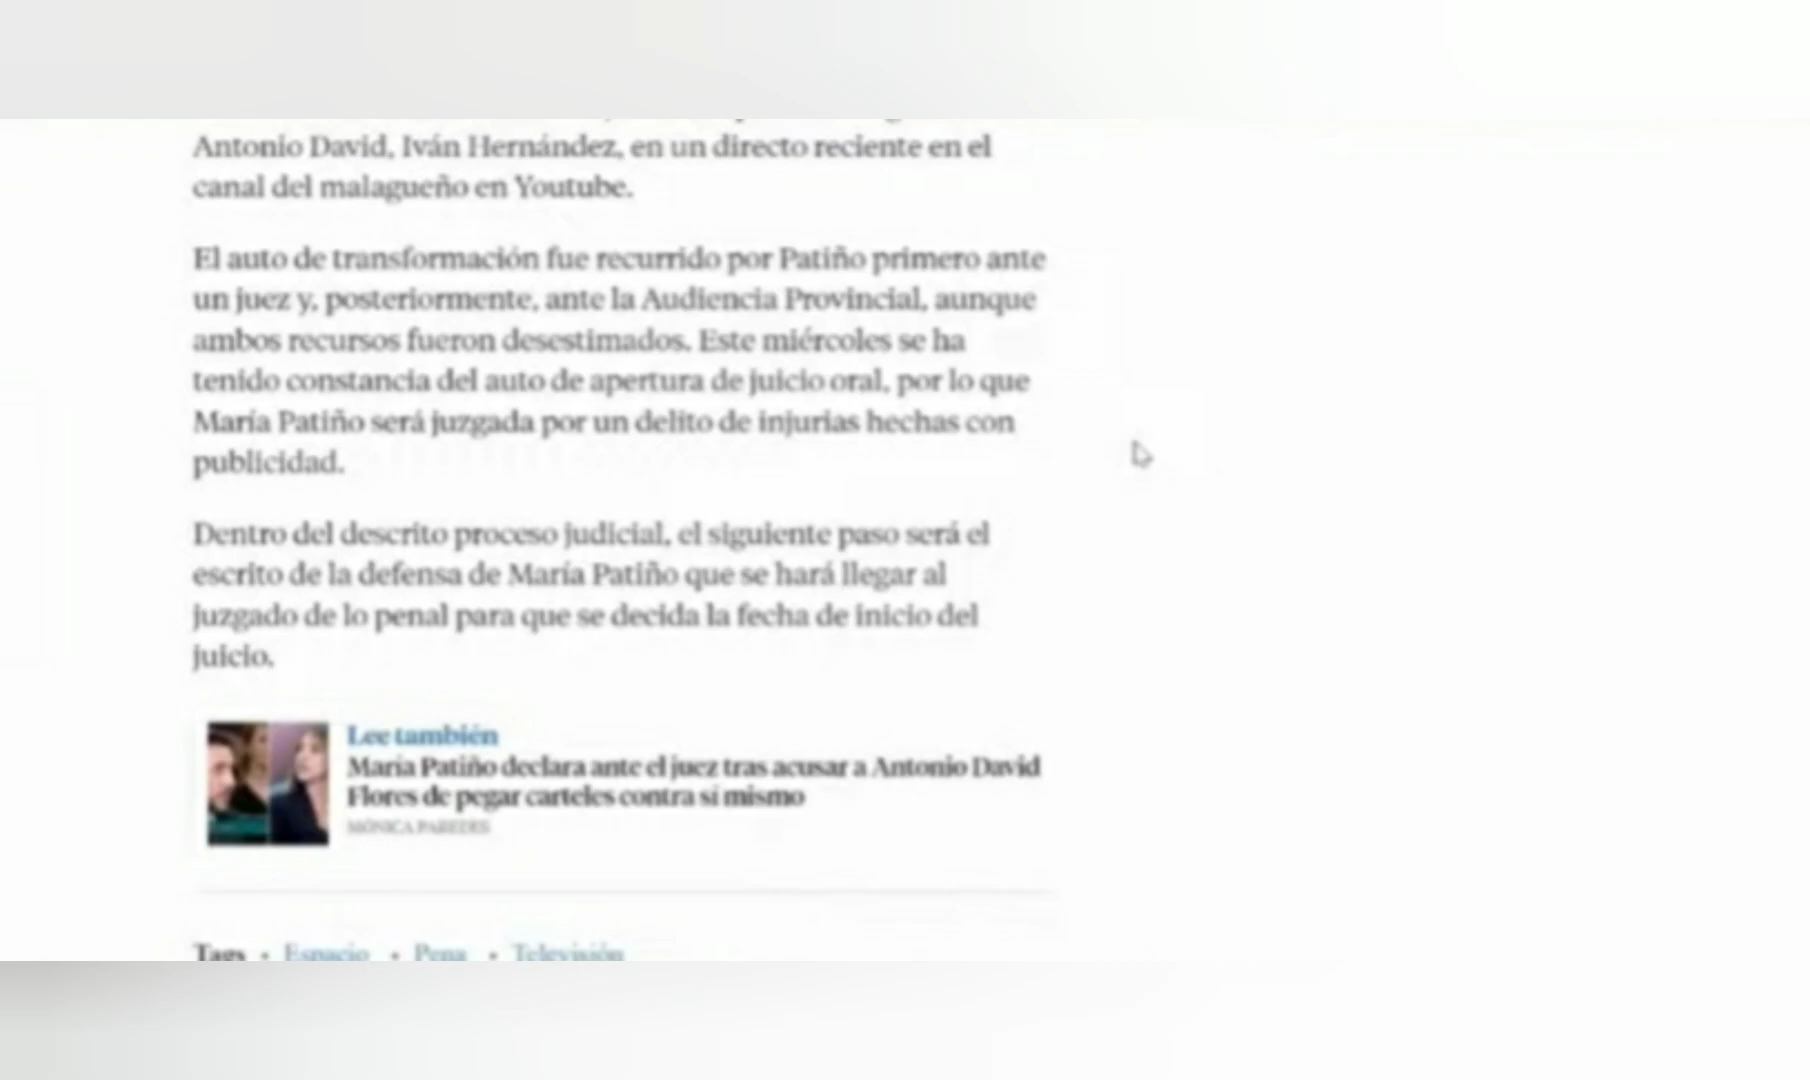 Antonio David, Iván Hernández, en un directo reciente en el
canal del malagueño en Youtube.
El auto de transformación fue recurrido por Patiño primero ante
un juez y, posteriormente, ante la Audiencia Provincial, aunque
ambos recursos fueron desestimados. Este miércoles se ha
tenido constancia del auto de apertura de juicio oral, por lo que
María Patiño será juzgada por un delito de injurias hechas con
publicidad.
Dentro del descrito proceso judicial, el siguiente paso será el
escrito de la defensa de María Patiño que se hará llegar al
juzgado de lo penal para que se decida la fecha de inicio del
juicio.
Lee también
María Patiño declara ante el juez tras acusar a Antonio David
Flores de pegar carteles contra sí mismo
MÓNICA PAREDES
Tags • Espacio • Pena • Televisión